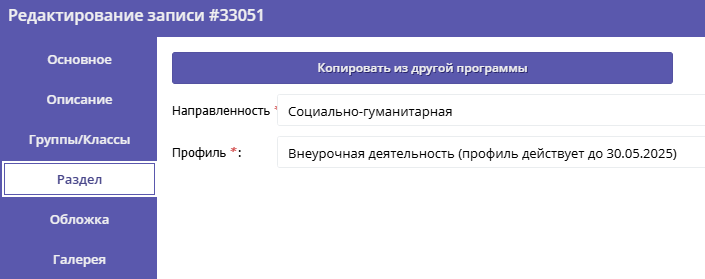 Редактирование записи #33051
Основное
Описание
Группы/Классы
Раздел
Обложка
Галерея
Копировать из другой программы
Направленность * Социально-гуманитарная
Профиль *: Внеурочная деятельность (профиль действует до 30.05.2025)